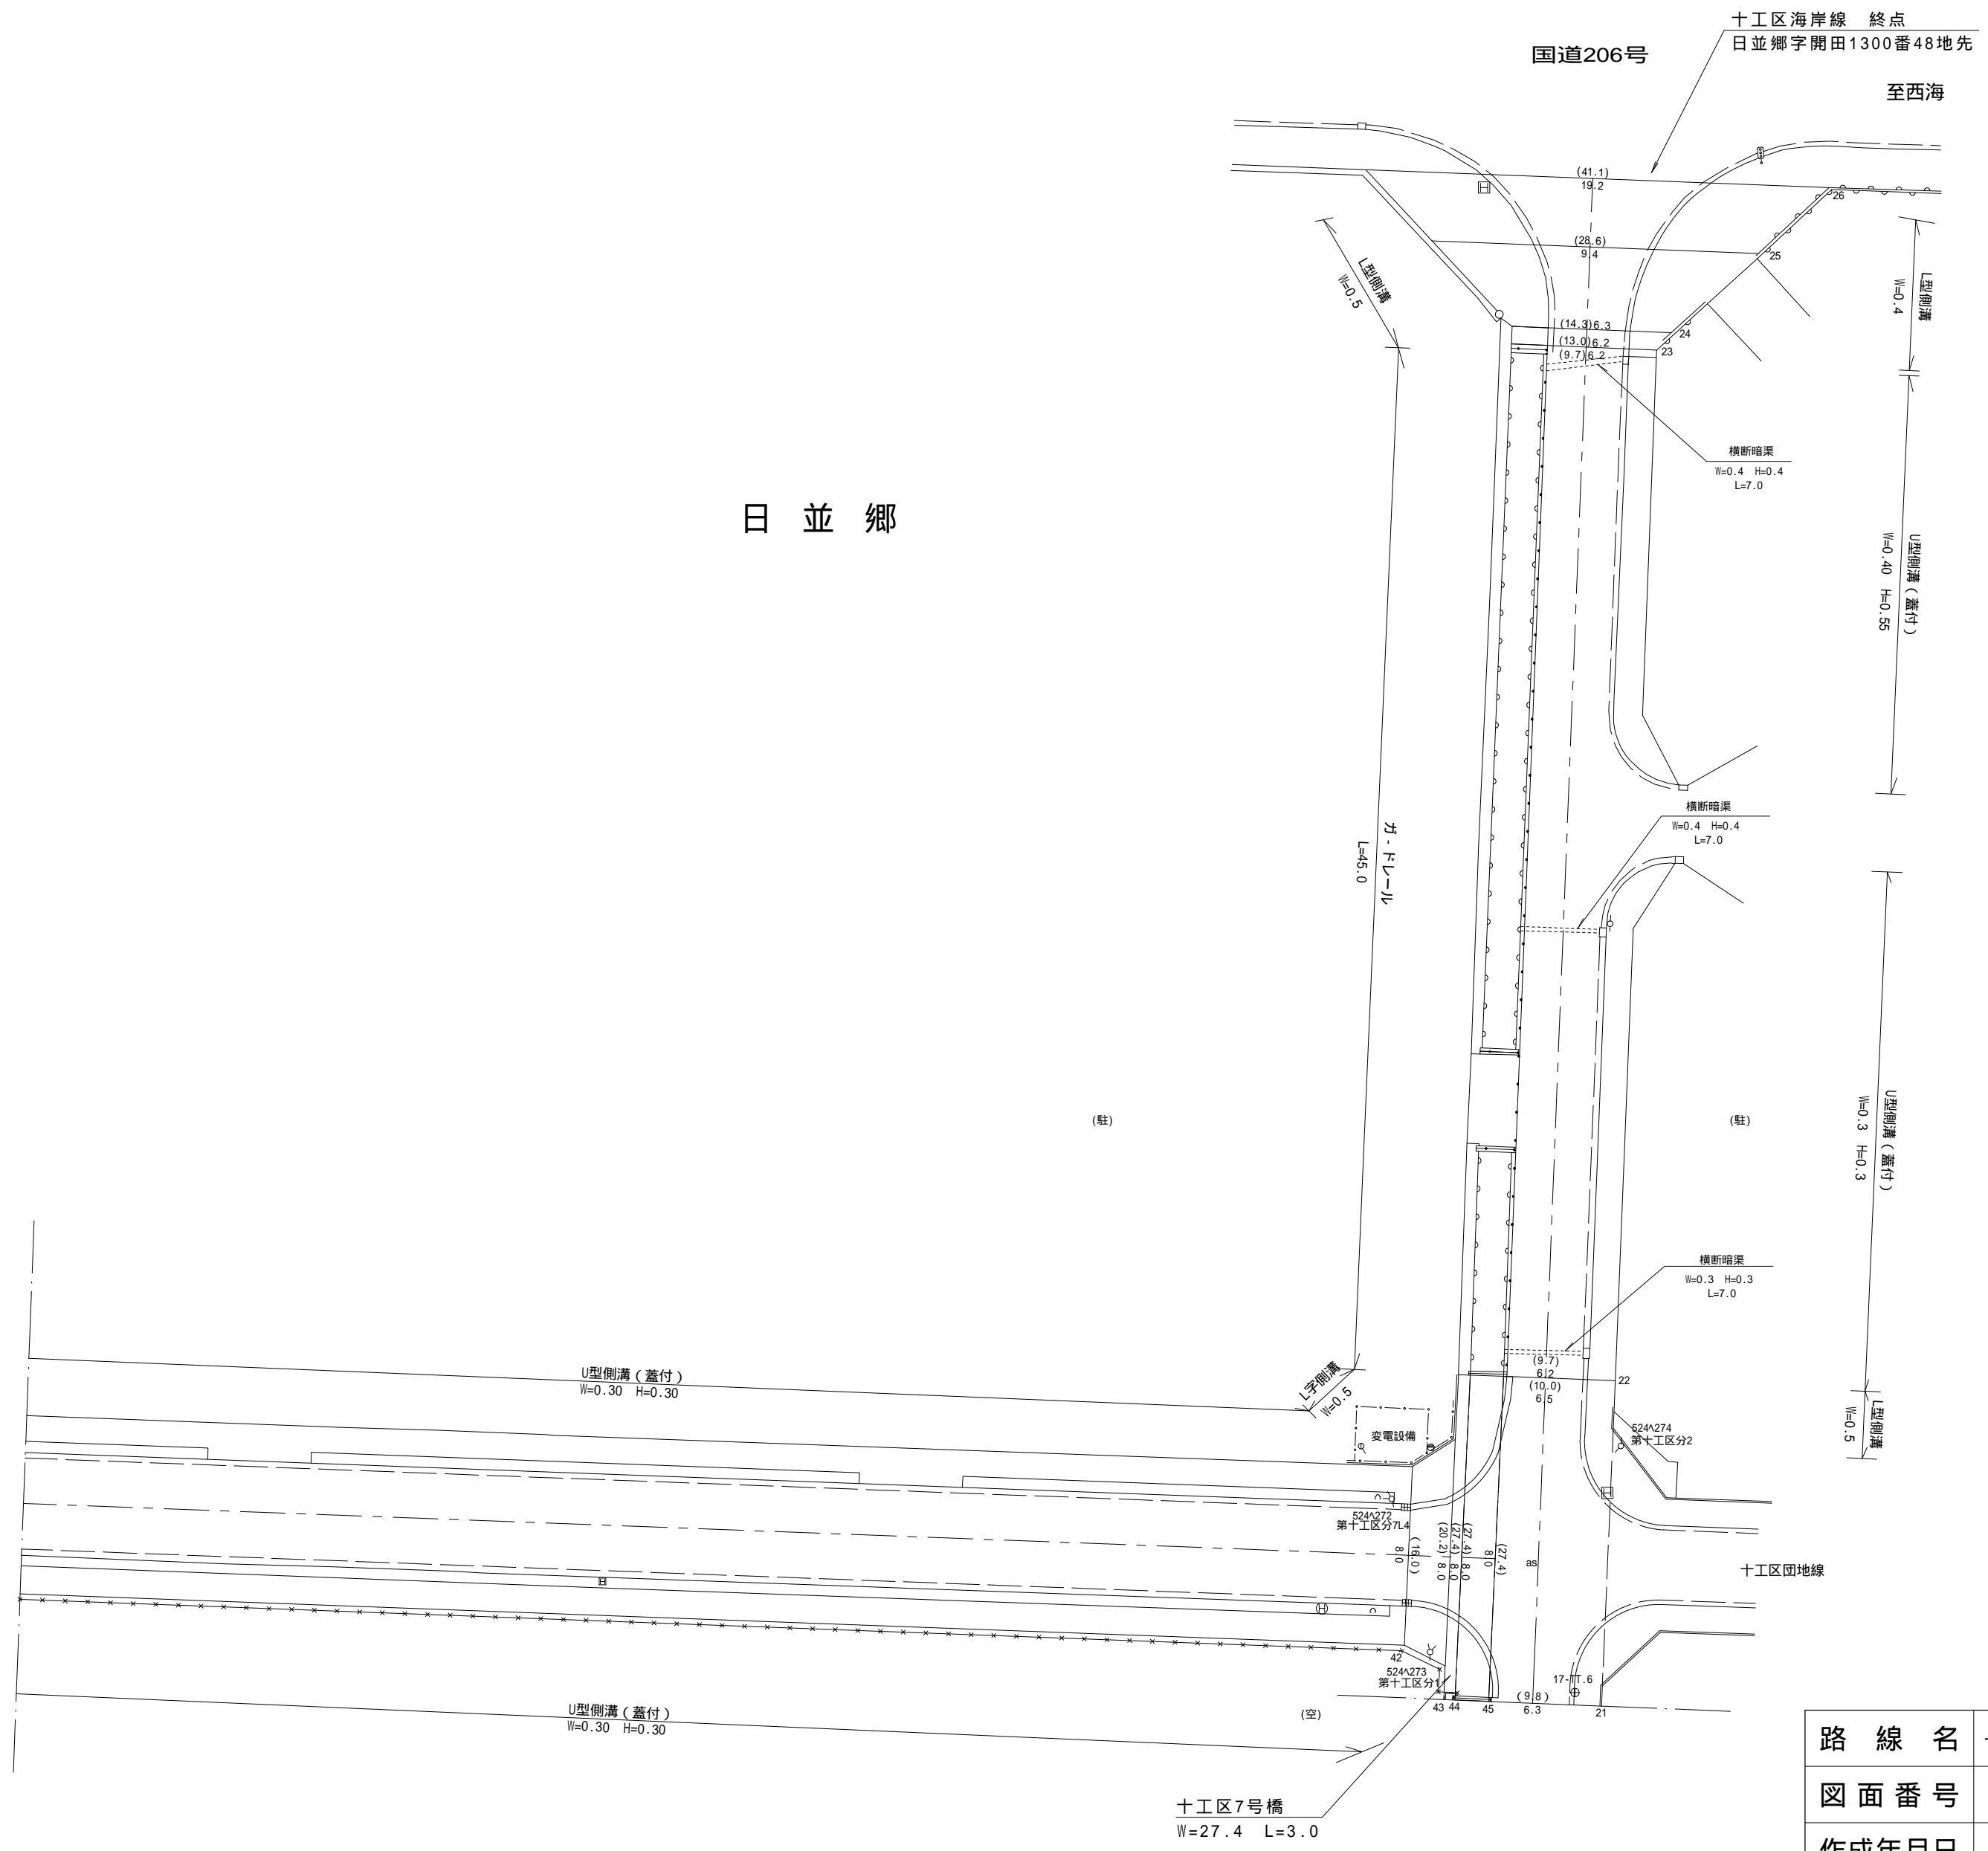 十工区海岸線　終点
日並郷字開田1300番48地先
国道206号
至西海
(41.1)
19.2
26
(28.6)
9.4
25
L型側溝
W=0.5
L型側溝
W=0.4
(14.3)6.3
24
(13.0)6.2
23
(9.7)6.2
横断暗渠
W=0.4　H=0.4
L=7.0
日　並　郷
U型側溝（蓋付）
W=0.40　H=0.55
横断暗渠
W=0.4　H=0.4
L=7.0
ガ-ドレール
L=45.0
(駐)
(駐)
U型側溝（蓋付）
W=0.3　H=0.3
横断暗渠
W=0.3　H=0.3
L=7.0
U型側溝（蓋付）
W=0.30　H=0.30
L字側溝
W=0.5
(9.7)
6.2
(10.0)
6.5
22
L型側溝
W=0.5
変電設備
524^274
第十工区分2
524^272
第十工区分7L4
(16.0)
8.0
(20.2) 8.0
(27.4) 8.0
(27.4) 8.0
(27.4)
8.0
as
十工区団地線
42
524^273
第十工区分1
17-TT.6
43
44
45
(9.8)
6.3
21
U型側溝（蓋付）
W=0.30　H=0.30
(空)
十工区7号橋
W=27.4　L=3.0
路　線　名
図面番号
作成年月日